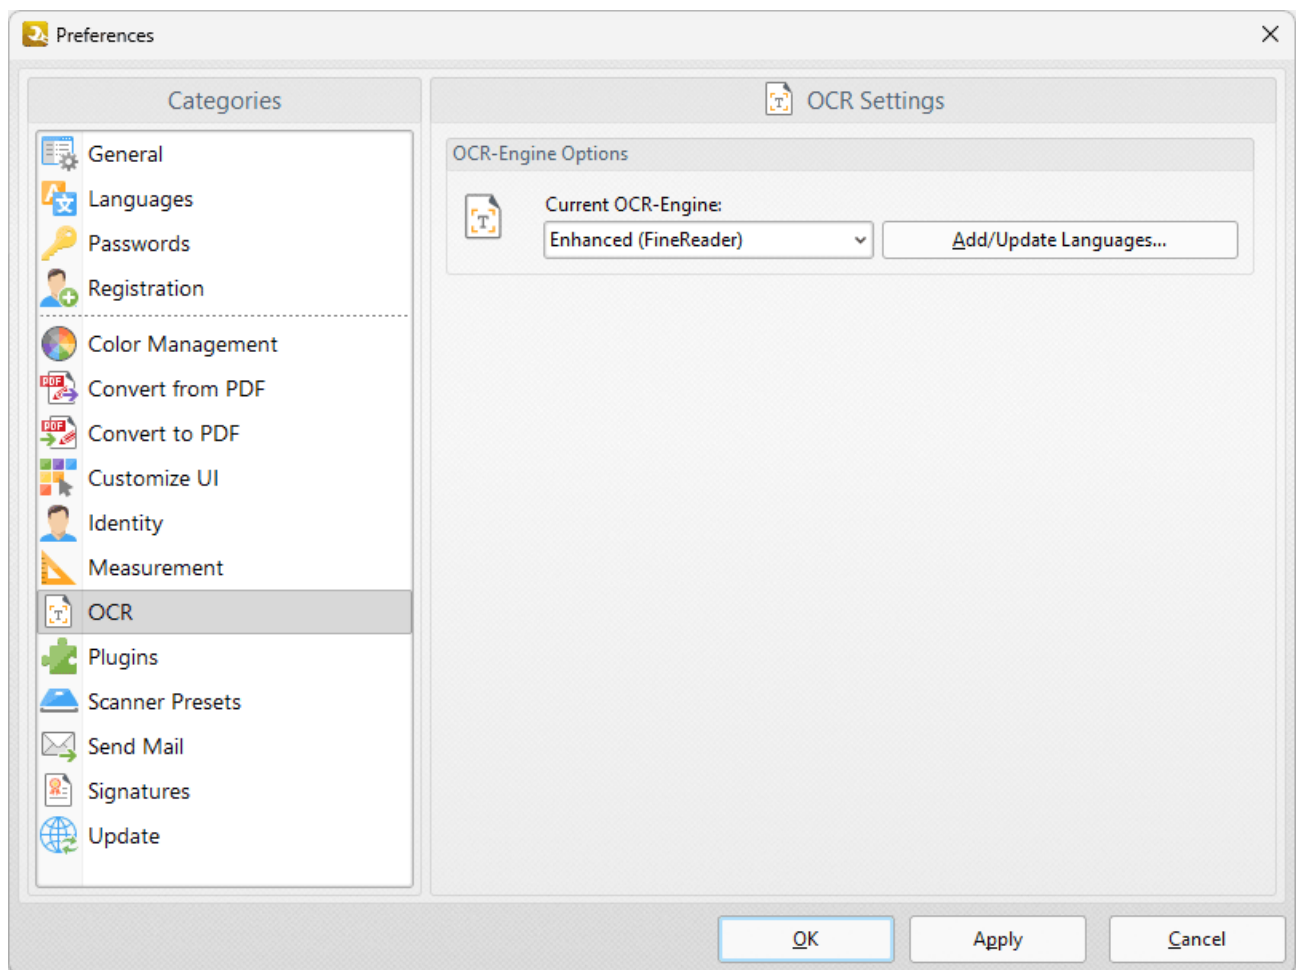 Preferences
Categories
General
Languages
Passwords
Registration
Color Management
Convert from PDF
Convert to PDF
Customize UI
Identity
Measurement
OCR
Plugins
Scanner Presets
Send Mail
Signatures
Update
OCR Settings
OCR-Engine Options
Current OCR-Engine:
Enhanced (FineReader) Add/Update Languages...
OK Apply Cancel